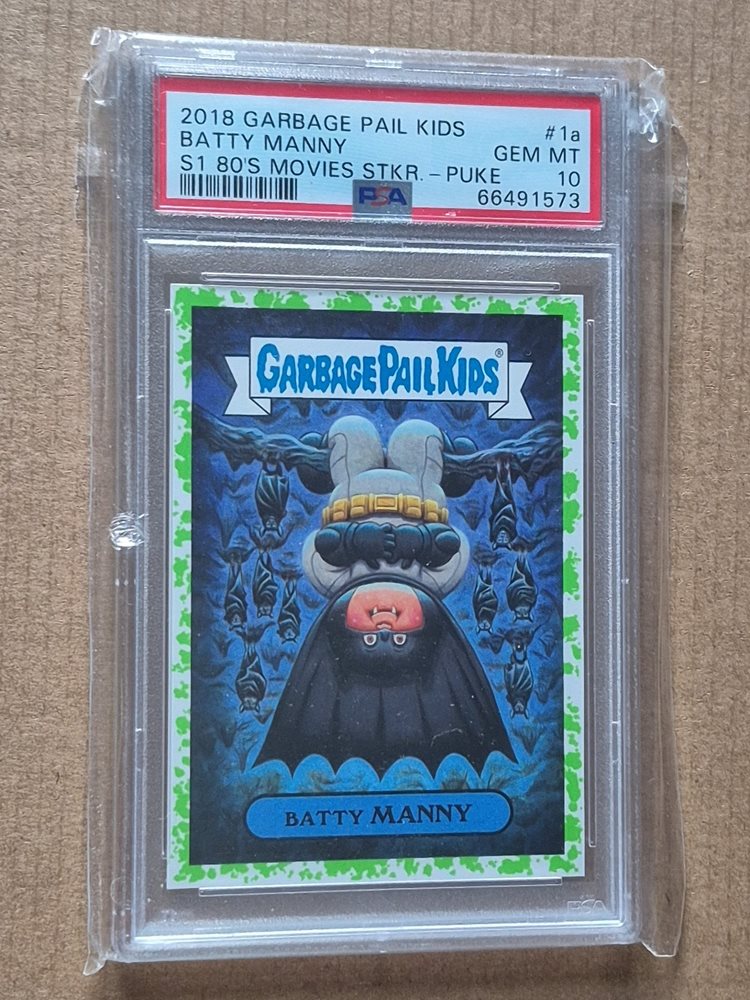 2018 GARBAGE PAIL KIDS #1a
BATTY MANNY GEM MT
S1 80'S MOVIES STKR.-PUKE 10
PSA 66491573
GARBAGE PAIL KIDS®
BATTY MANNY
PSA